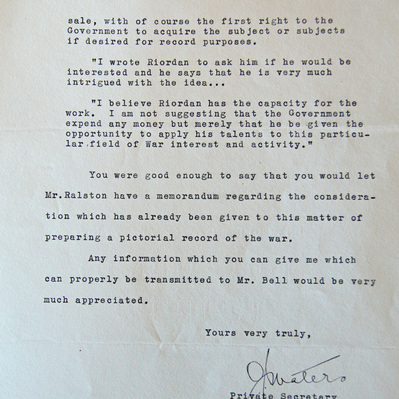 sale, with of course the first right to the
Government to acquire the subject or subjects
if desired for record purposes.
"I wrote Riordan to ask him if he would be
interested and he says that he is very much
intrigued with the idea...
"I believe Riordan has the capacity for the
work. I am not suggesting that the Government
expend any money but merely that he be given the
opportunity to apply his talents to this particu-
lar field of War interest and activity."
You were good enough to say that you would let
Mr. Ralston have a memorandum regarding the considera-
tion which has already been given to this matter of
preparing a pictorial record of the war.
Any information which you can give me which
can properly be transmitted to Mr. Bell would be very
much appreciated.
Yours very truly,
Private Secretary